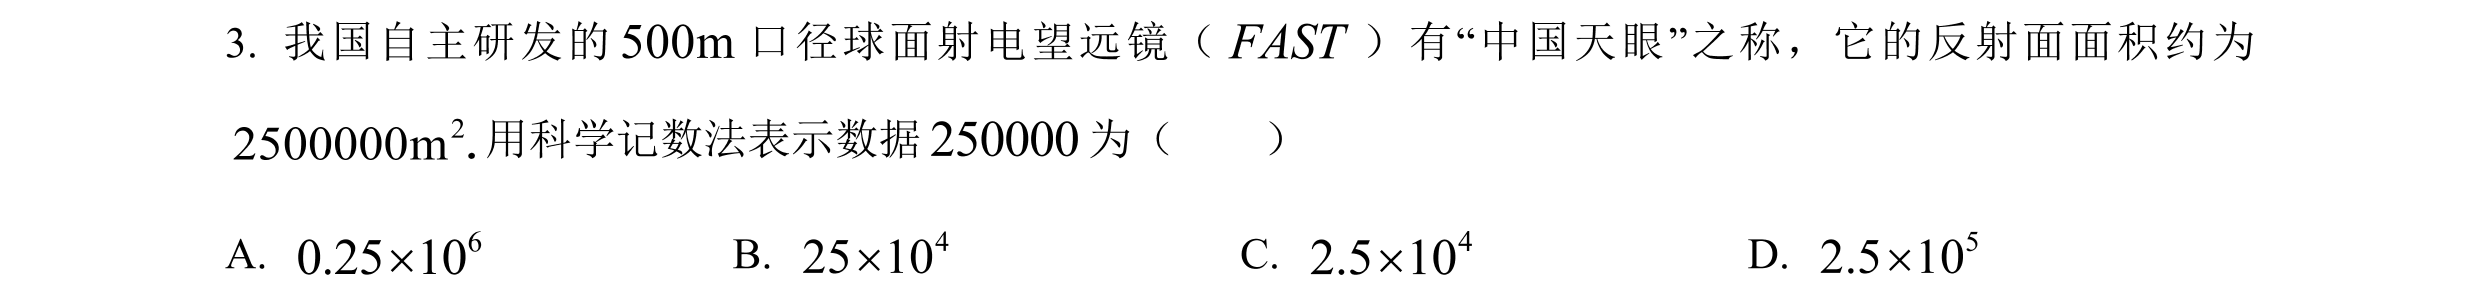 3. 我国自主研发的500m口径球面射电望远镜（FAST）有“中国天眼”之称，它的反射面面积约为
2500000m².用科学记数法表示数据250000为（　　）
A. 0.25×10⁶ B. 25×10⁴ C. 2.5×10⁴ D. 2.5×10⁵